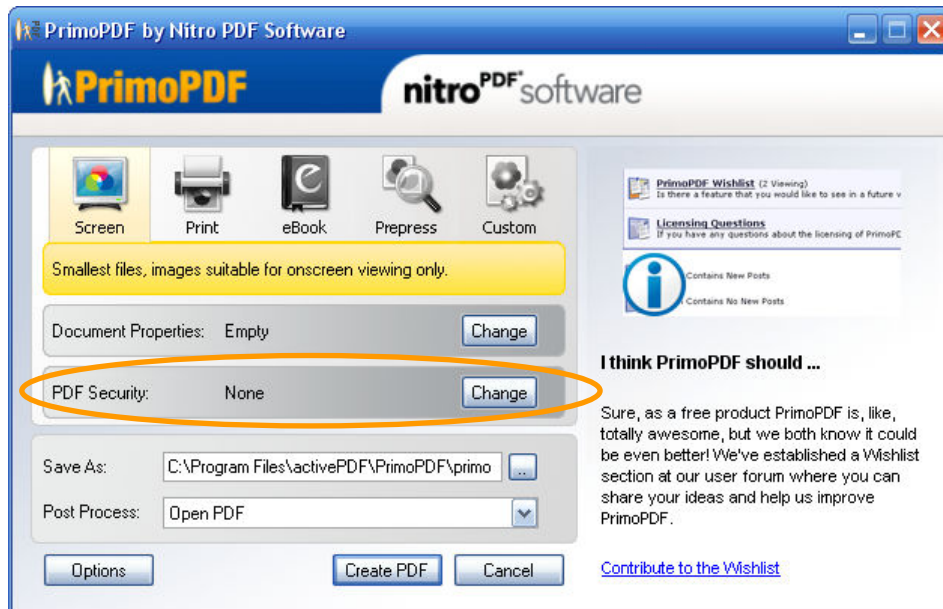 PrimoPDF by Nitro PDF Software
PrimoPDF
nitroPDF software
Screen
Print
eBook
Prepress
Custom
Smallest files, images suitable for onscreen viewing only.
Document Properties: Empty
Change
PDF Security: None
Change
Save As: C:\Program Files\activePDF\PrimoPDF\primo
..
Post Process: Open PDF
Options
Create PDF
Cancel
PrimoPDF Wishlist (2 Viewing)
Is there a feature that you would like to see in a future v
Licensing Questions
If you have any questions about the licensing of PrimoPD
Contains New Posts
Contains No New Posts
I think PrimoPDF should ...
Sure, as a free product PrimoPDF is, like,
totally awesome, but we both know it could
be even better! We've established a Wishlist
section at our user forum where you can
share your ideas and help us improve
PrimoPDF.
Contribute to the Wishlist